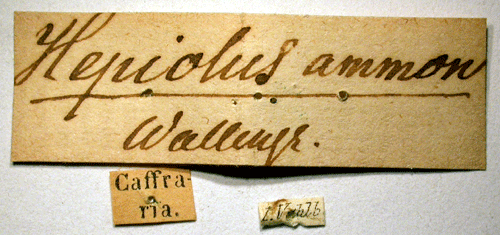 Hepiolus ammon
Wallengr.
Caffra-
ria.